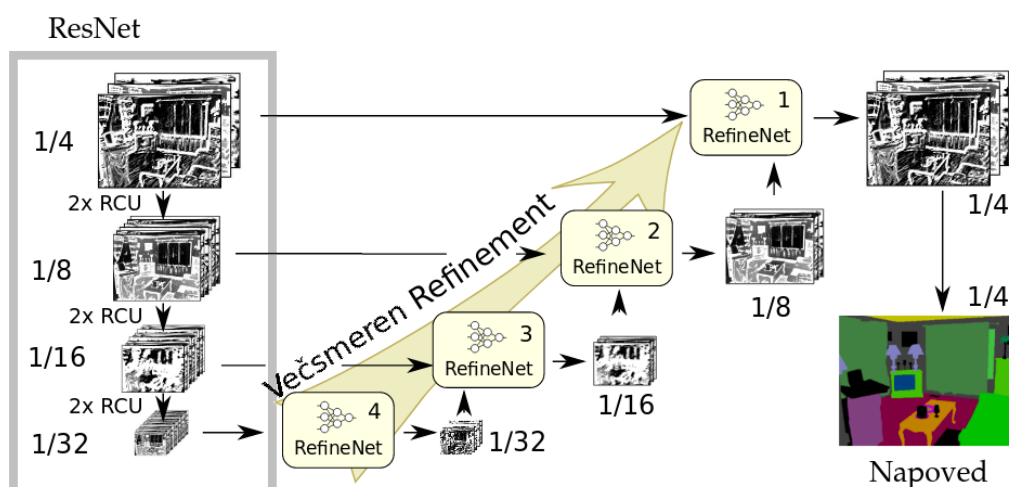 ResNet
1/4
2x RCU
1/8
2x RCU
1/16
2x RCU
1/32
Večsmeren Refinement
4
RefineNet
1/32
3
RefineNet
1/16
2
RefineNet
1/8
1
RefineNet
1/4
1/4
Napoved